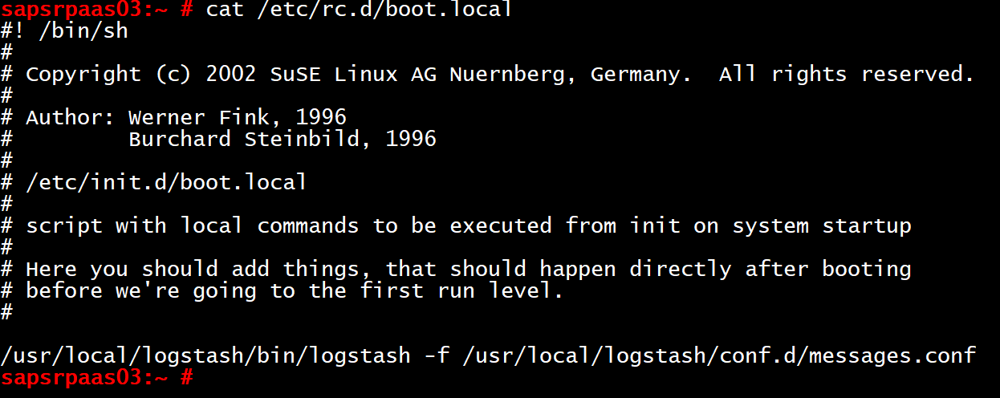 sapsrpaas03:~ # cat /etc/rc.d/boot.local
#! /bin/sh
#
# Copyright (c) 2002 SuSE Linux AG Nuernberg, Germany.  All rights reserved.
#
# Author: Werner Fink, 1996
#         Burchard Steinbild, 1996
#
# /etc/init.d/boot.local
#
# script with local commands to be executed from init on system startup
#
# Here you should add things, that should happen directly after booting
# before we're going to the first run level.
#
/usr/local/logstash/bin/logstash -f /usr/local/logstash/conf.d/messages.conf
sapsrpaas03:~ #